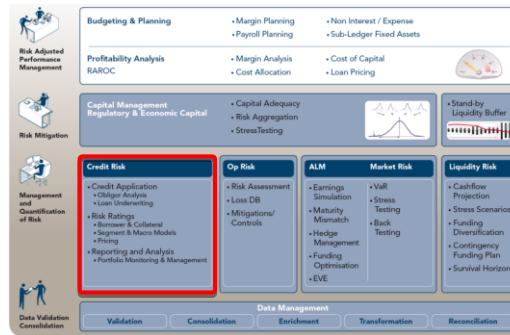 Risk Adjusted
Performance
Management
Budgeting & Planning
• Margin Planning
• Payroll Planning
• Non Interest / Expense
• Sub-Ledger Fixed Assets
Profitability Analysis
RAROC
• Margin Analysis
• Cost Allocation
• Cost of Capital
• Loan Pricing
Risk Mitigation
Capital Management
Regulatory & Economic Capital
• Capital Adequacy
• Risk Aggregation
• StressTesting
• Stand-by
Liquidity Buffer
Management
and
Quantification
of Risk
Credit Risk
• Credit Application
• Obligor Analysis
• Loan Underwriting
• Risk Ratings
• Borrower & Collateral
• Segment & Macro Models
• Pricing
• Reporting and Analysis
• Portfolio Monitoring & Management
Op Risk
• Risk Assessment
• Loss DB
• Mitigations/
Controls
ALM
• Earnings
Simulation
• Maturity
Mismatch
• Hedge
Management
• Funding
Optimisation
• EVE
Market Risk
• VaR
• Stress
Testing
• Back
Testing
Liquidity Risk
• Cashflow
Projection
• Stress Scenarios
• Funding
Diversification
• Contingency
Funding Plan
• Survival Horizon
Data Validation
Consolidation
Data Management
Validation
Consolidation
Enrichment
Transformation
Reconciliation